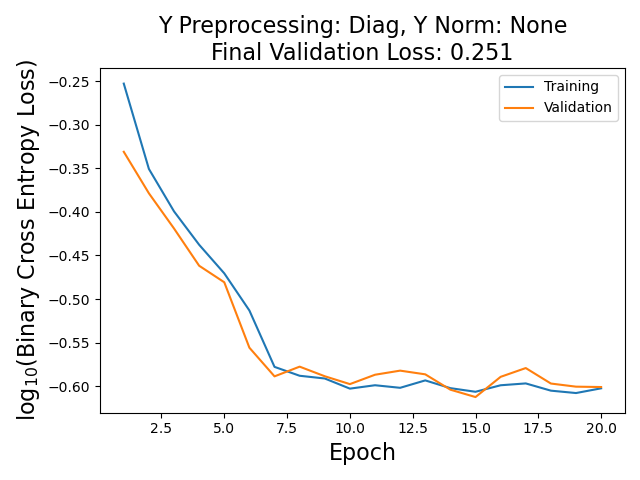 Y Preprocessing: Diag, Y Norm: None
Final Validation Loss: 0.251
Training
Validation
log₁₀(Binary Cross Entropy Loss)
−0.25
−0.30
−0.35
−0.40
−0.45
−0.50
−0.55
−0.60
2.5 5.0 7.5 10.0 12.5 15.0 17.5 20.0
Epoch